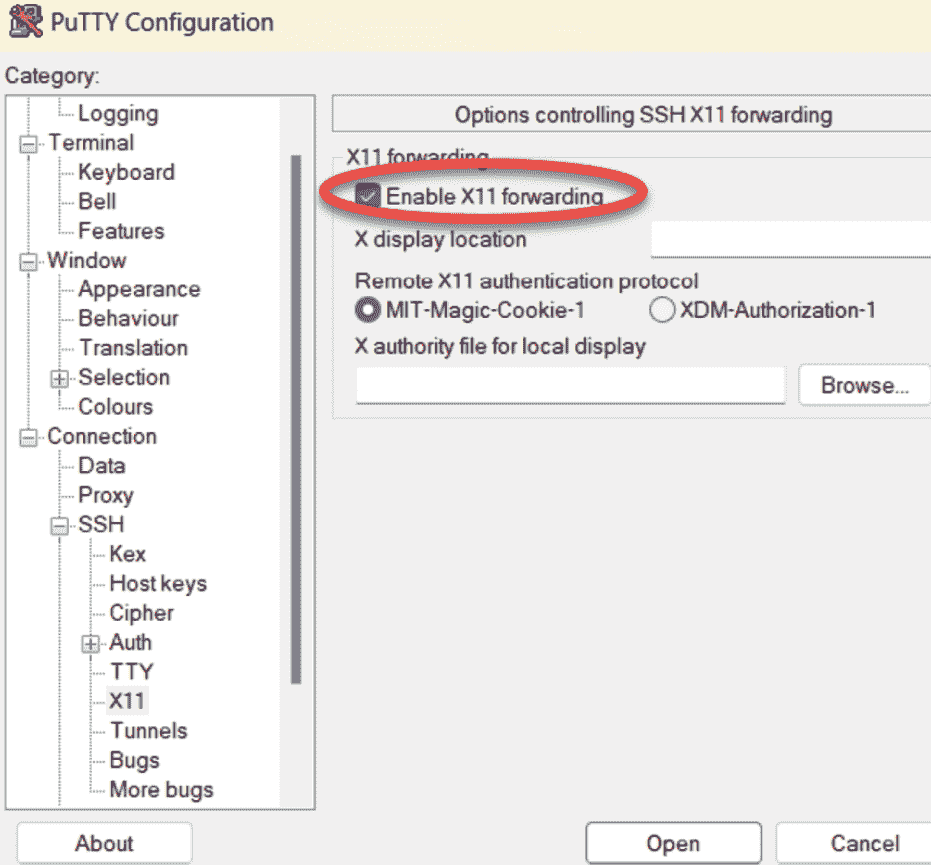 PuTTY Configuration
Category:
Logging
Terminal
Keyboard
Bell
Features
Window
Appearance
Behaviour
Translation
Selection
Colours
Connection
Data
Proxy
SSH
Kex
Host keys
Cipher
Auth
TTY
X11
Tunnels
Bugs
More bugs
Options controlling SSH X11 forwarding
X11 forwarding
Enable X11 forwarding
X display location
Remote X11 authentication protocol
MIT-Magic-Cookie-1 XDM-Authorization-1
X authority file for local display
Browse...
About Open Cancel